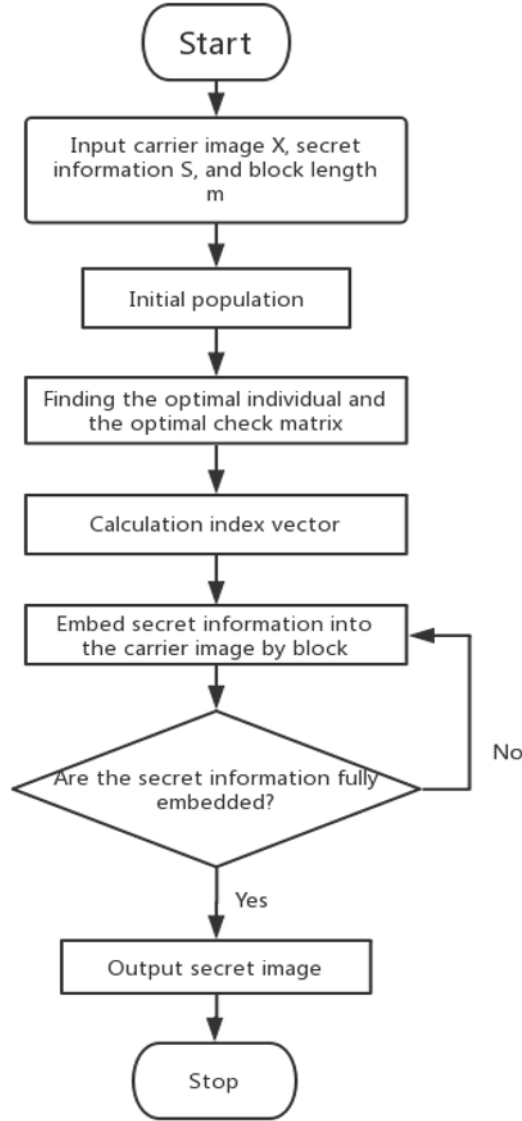 Start
Input carrier image X, secret
information S, and block length
m
Initial population
Finding the optimal individual and
the optimal check matrix
Calculation index vector
Embed secret information into
the carrier image by block
Are the secret information fully
embedded?
No
Yes
Output secret image
Stop